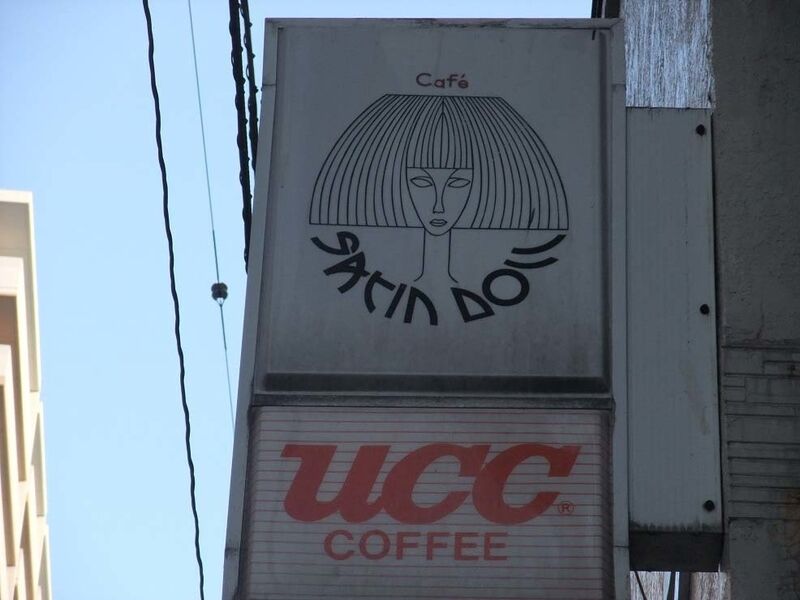 Café
SATIN DOll
UCC®
COFFEE